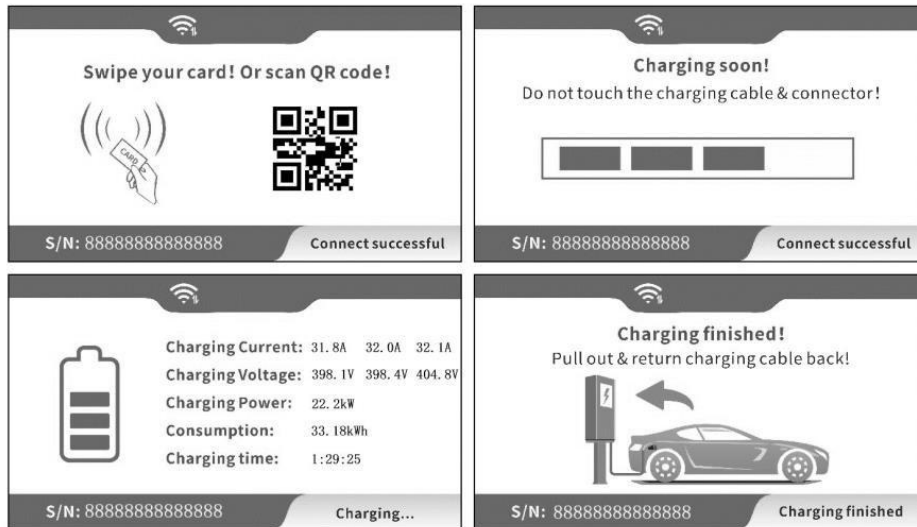 Swipe your card! Or scan QR code!
CARD
S/N: 88888888888888
Connect successful
Charging soon!
Do not touch the charging cable & connector!
S/N: 88888888888888
Connect successful
Charging Current: 31.8A 32.0A 32.1A
Charging Voltage: 398.1V 398.4V 404.8V
Charging Power: 22.2kW
Consumption: 33.18kWh
Charging time: 1:29:25
S/N: 88888888888888
Charging...
Charging finished!
Pull out & return charging cable back!
S/N: 88888888888888
Charging finished